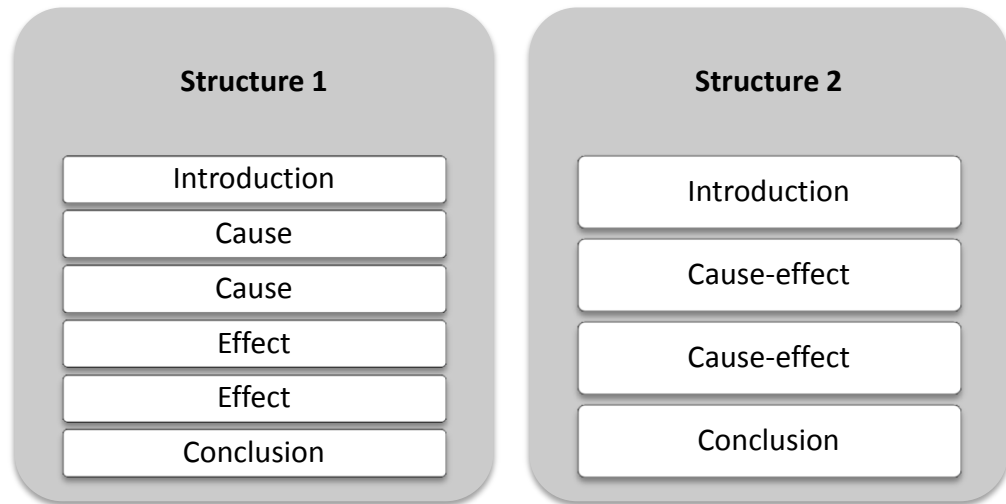 Structure 1
Introduction
Cause
Cause
Effect
Effect
Conclusion
Structure 2
Introduction
Cause-effect
Cause-effect
Conclusion